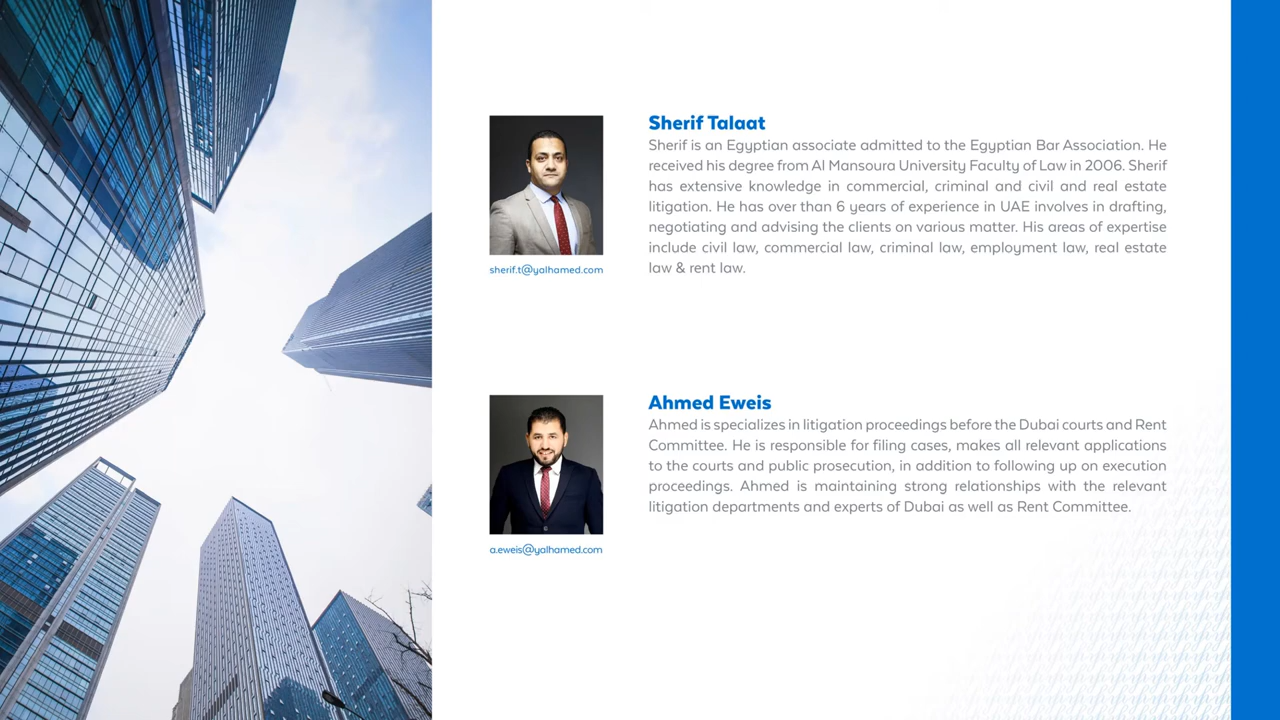 Sherif Talaat
Sherif is an Egyptian associate admitted to the Egyptian Bar Association. He
received his degree from Al Mansoura University Faculty of Law in 2006. Sherif
has extensive knowledge in commercial, criminal and civil and real estate
litigation. He has over than 6 years of experience in UAE involves in drafting,
negotiating and advising the clients on various matter. His areas of expertise
include civil law, commercial law, criminal law, employment law, real estate
law & rent law.
sherif.t@yalhamed.com
Ahmed Eweis
Ahmed is specializes in litigation proceedings before the Dubai courts and Rent
Committee. He is responsible for filing cases, makes all relevant applications
to the courts and public prosecution, in addition to following up on execution
proceedings. Ahmed is maintaining strong relationships with the relevant
litigation departments and experts of Dubai as well as Rent Committee.
a.eweis@yalhamed.com